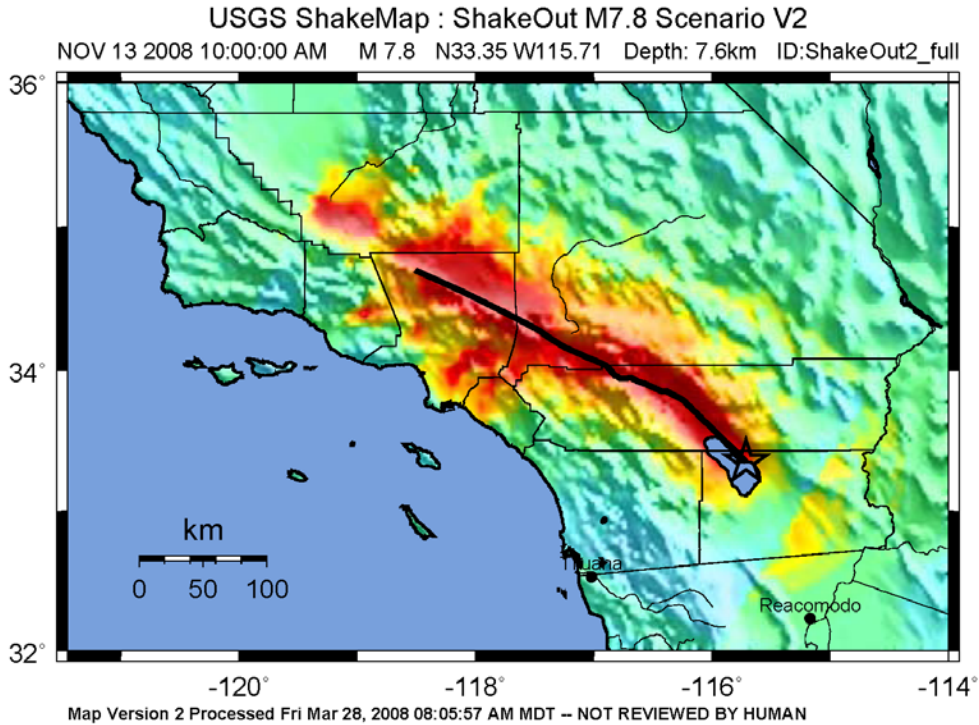 USGS ShakeMap : ShakeOut M7.8 Scenario V2
NOV 13 2008 10:00:00 AM M 7.8 N33.35 W115.71 Depth: 7.6km ID:ShakeOut2_full
36°
34°
km
0 50 100
Tijuana
Reacomodo
32°
-120° -118° -116° -114°
Map Version 2 Processed Fri Mar 28, 2008 08:05:57 AM MDT -- NOT REVIEWED BY HUMAN